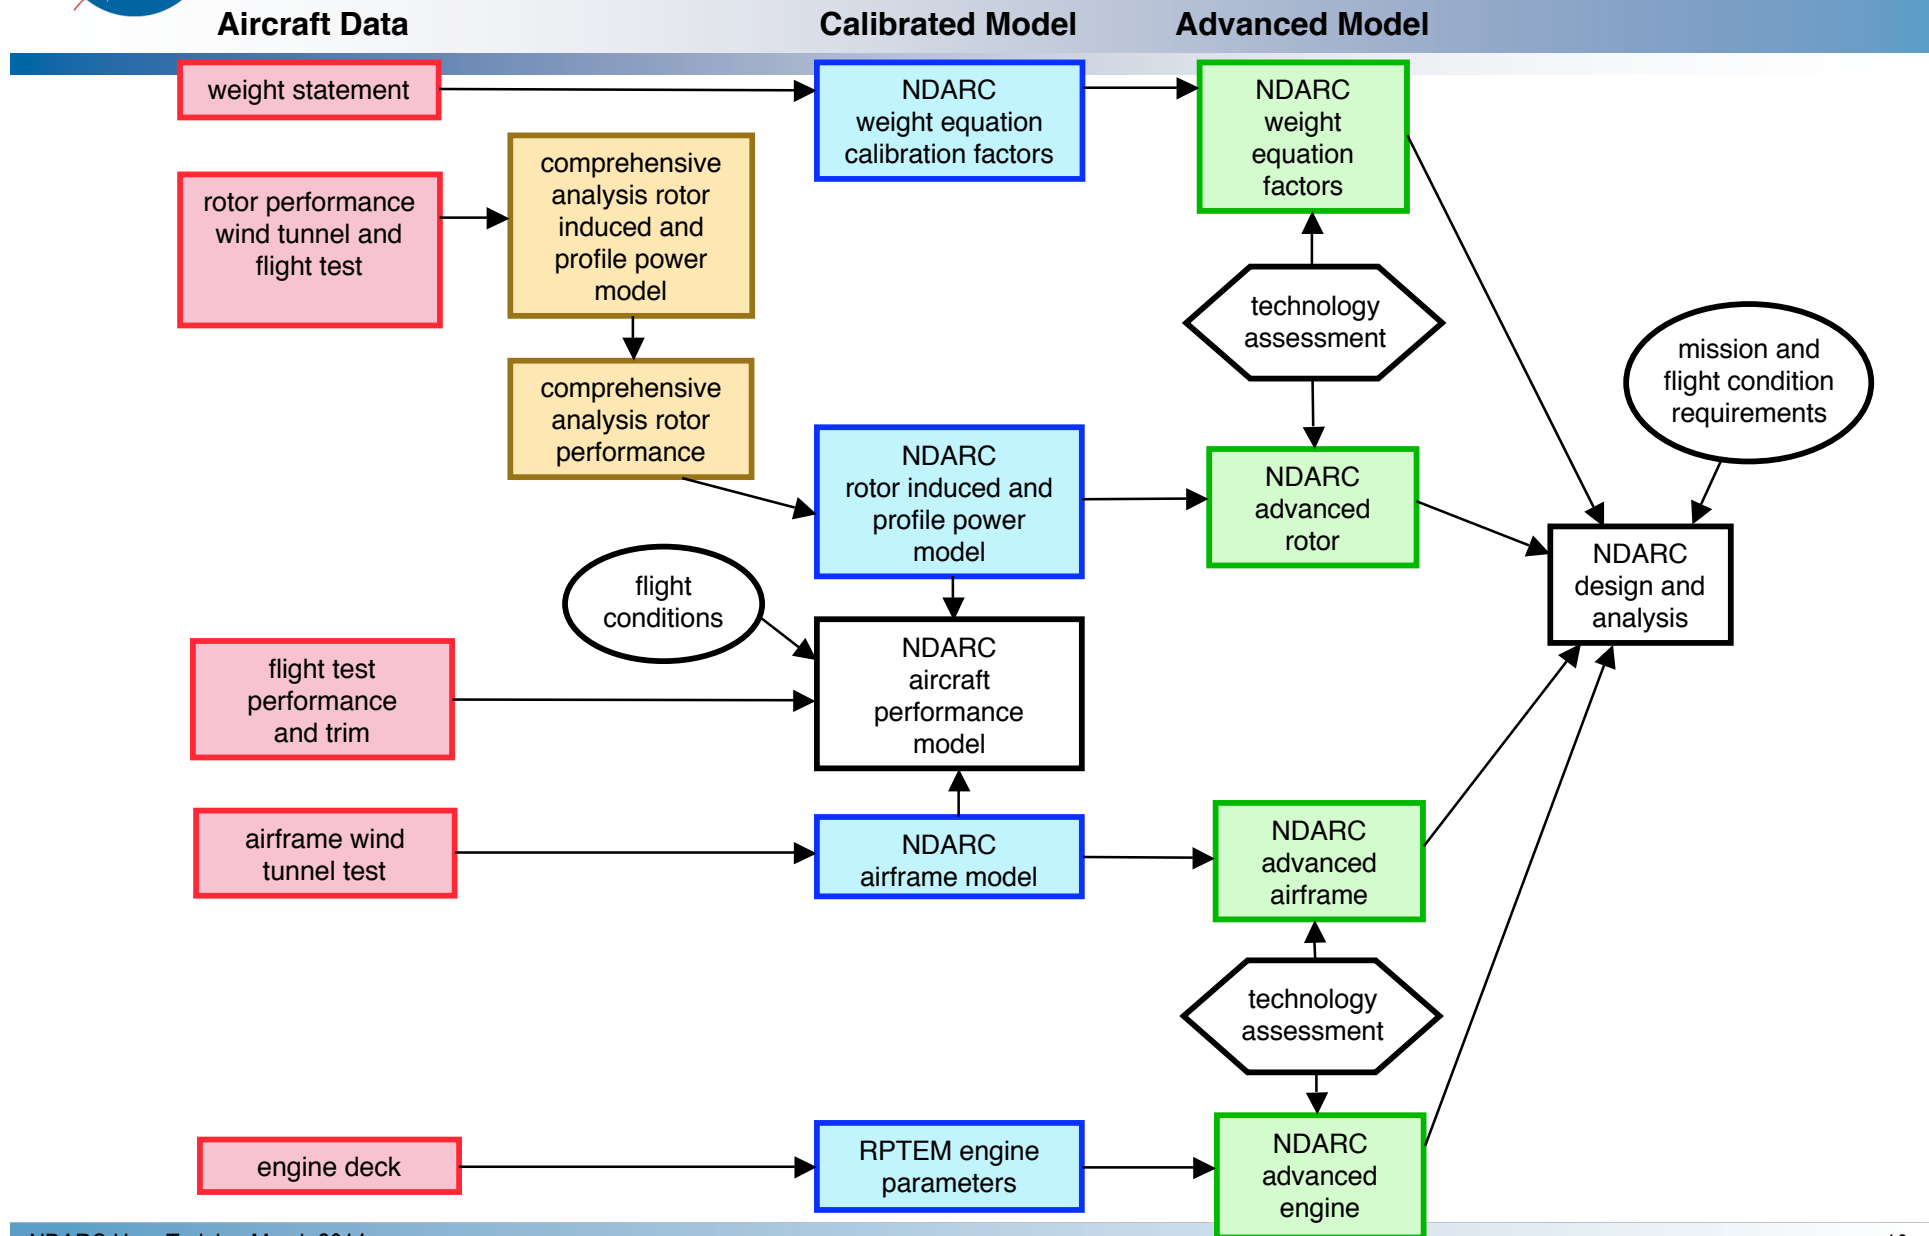 Aircraft Data
Calibrated Model
Advanced Model
weight statement
NDARC
weight equation
calibration factors
NDARC
weight
equation
factors
rotor performance
wind tunnel and
flight test
comprehensive
analysis rotor
induced and
profile power
model
technology
assessment
mission and
flight condition
requirements
comprehensive
analysis rotor
performance
NDARC
rotor induced and
profile power
model
NDARC
advanced
rotor
NDARC
design and
analysis
flight
conditions
flight test
performance
and trim
NDARC
aircraft
performance
model
airframe wind
tunnel test
NDARC
airframe model
NDARC
advanced
airframe
technology
assessment
engine deck
RPTEM engine
parameters
NDARC
advanced
engine